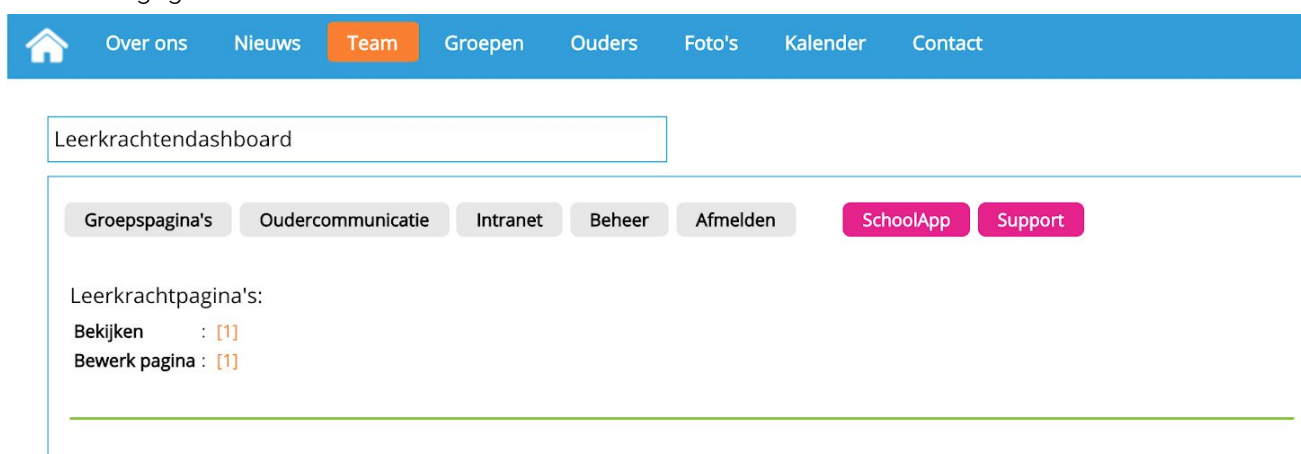 Over ons Nieuws Team Groepen Ouders Foto's Kalender Contact
Leerkrachtendashboard
Groepspagina's Oudercommunicatie Intranet Beheer Afmelden SchoolApp Support
Leerkrachtpagina's:
Bekijken : [1]
Bewerk pagina : [1]